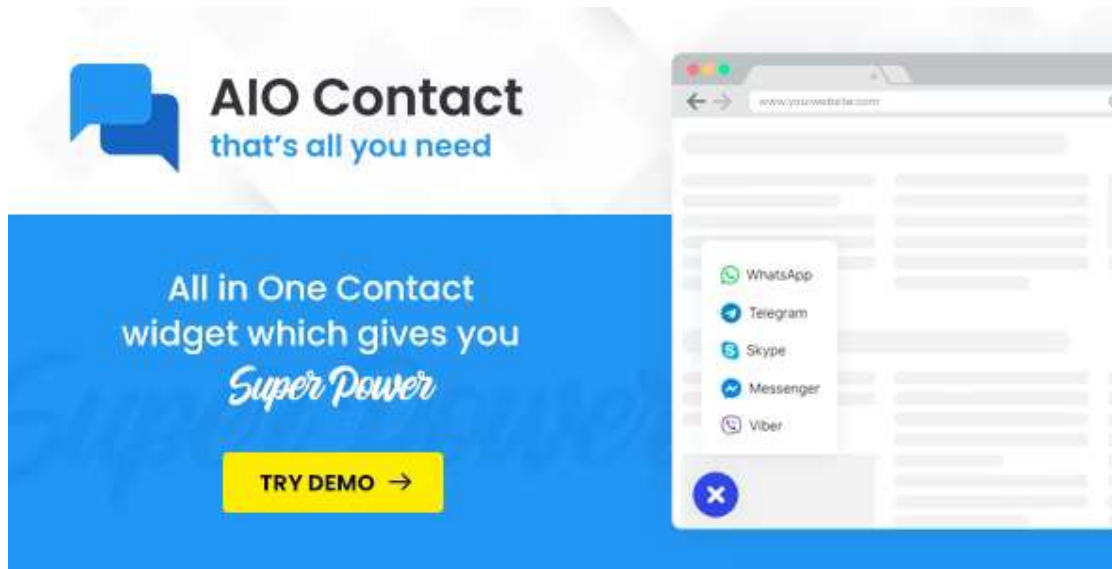 AIO Contact
that's all you need
All in One Contact
widget which gives you
Super Power
TRY DEMO →
www.yourwebsite.com
WhatsApp
Telegram
Skype
Messenger
Viber